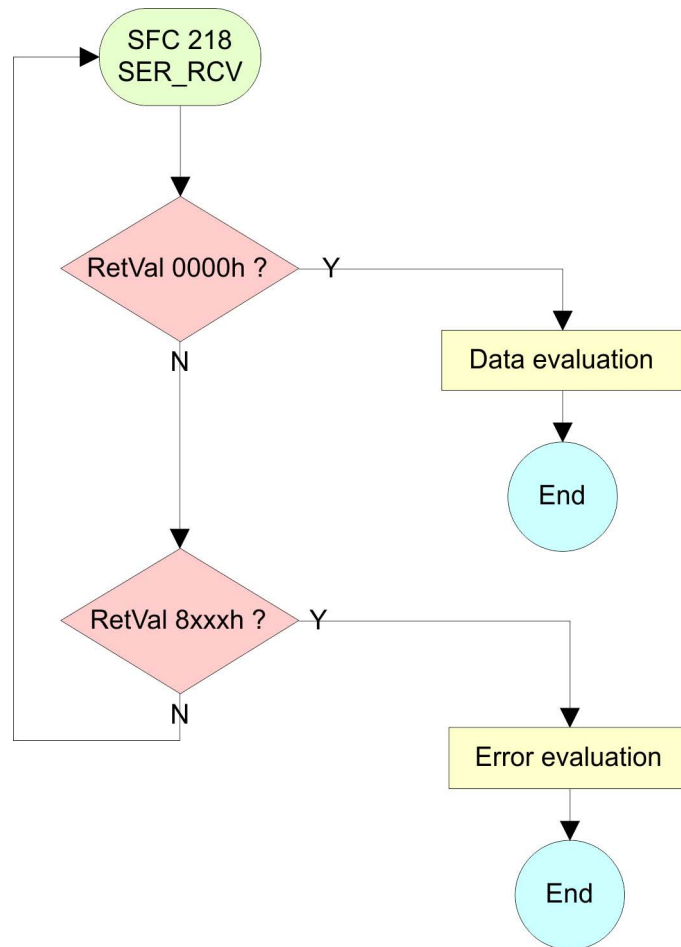 SFC 218
SER_RCV
RetVal 0000h ?
Y
N
Data evaluation
End
RetVal 8xxxh ?
Y
N
Error evaluation
End